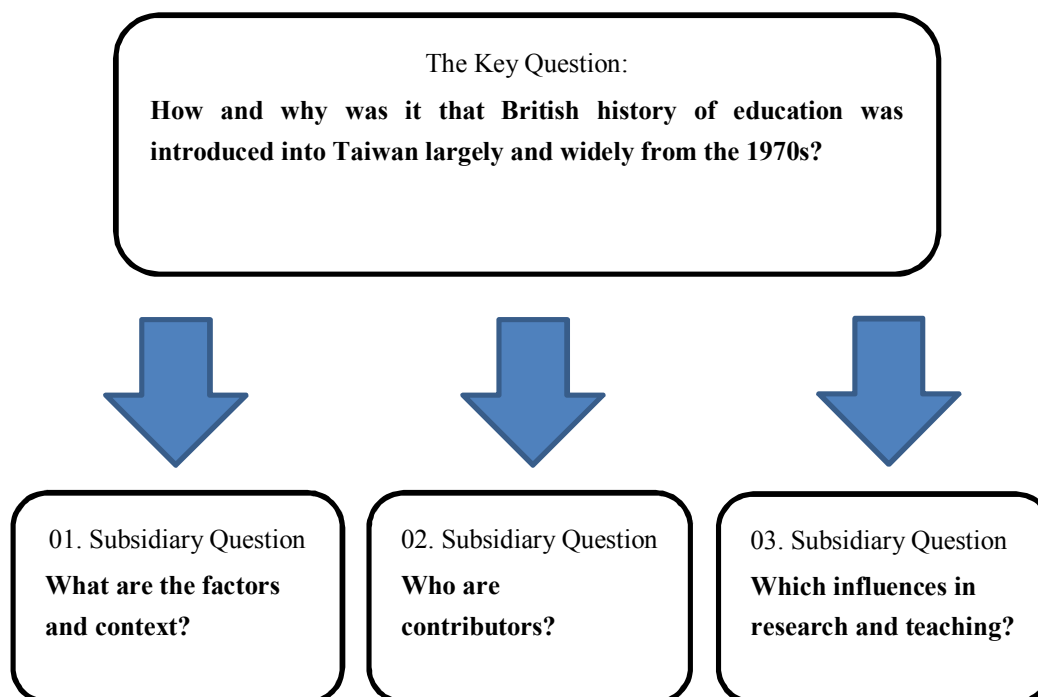 The Key Question:
How and why was it that British history of education was
introduced into Taiwan largely and widely from the 1970s?
01. Subsidiary Question
What are the factors
and context?
02. Subsidiary Question
Who are
contributors?
03. Subsidiary Question
Which influences in
research and teaching?